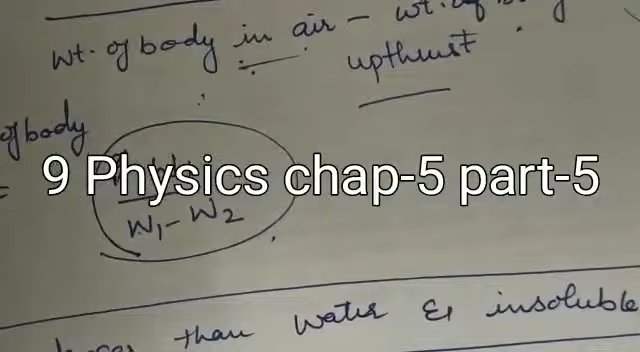 wt. of body in air - wt. of
upthrust
of body
=
9 Physics chap-5 part-5
W₁ - W₂
than water & insoluble